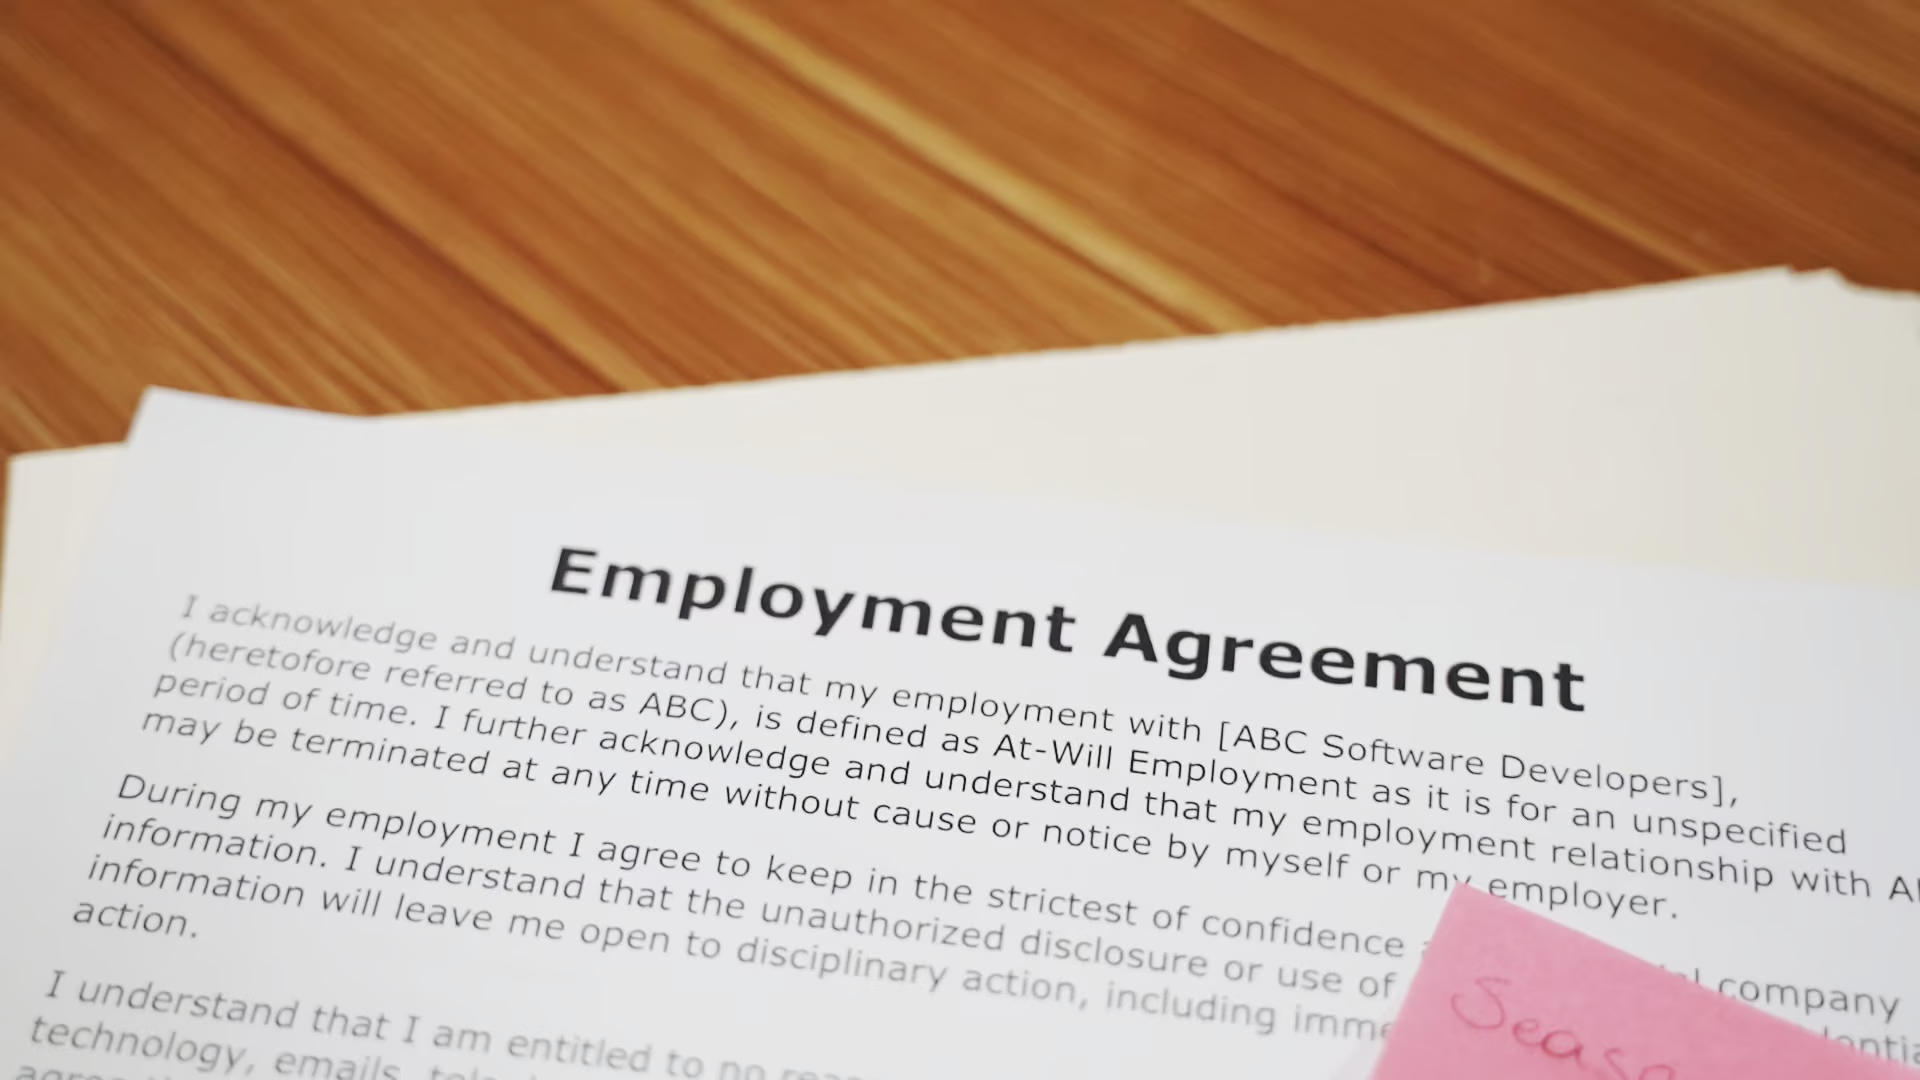 Employment Agreement
I acknowledge and understand that my employment with [ABC Software Developers],
(heretofore referred to as ABC), is defined as At-Will Employment as it is for an unspecified
period of time. I further acknowledge and understand that my employment relationship with
may be terminated at any time without cause or notice by myself or my employer.
During my employment I agree to keep in the strictest of confidence company
information. I understand that the unauthorized disclosure or use of
information will leave me open to disciplinary action, including
action.
I understand that I am entitled to no
technology, emails,